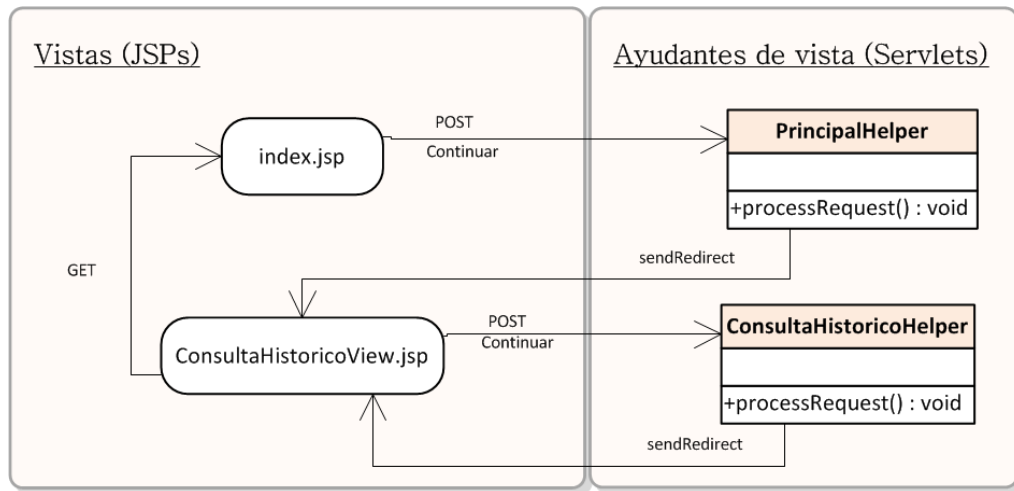 Vistas (JSPs)
Ayudantes de vista (Servlets)
POST
Continuar
index.jsp
PrincipalHelper
+processRequest() : void
sendRedirect
GET
POST
Continuar
ConsultaHistoricoView.jsp
ConsultaHistoricoHelper
+processRequest() : void
sendRedirect